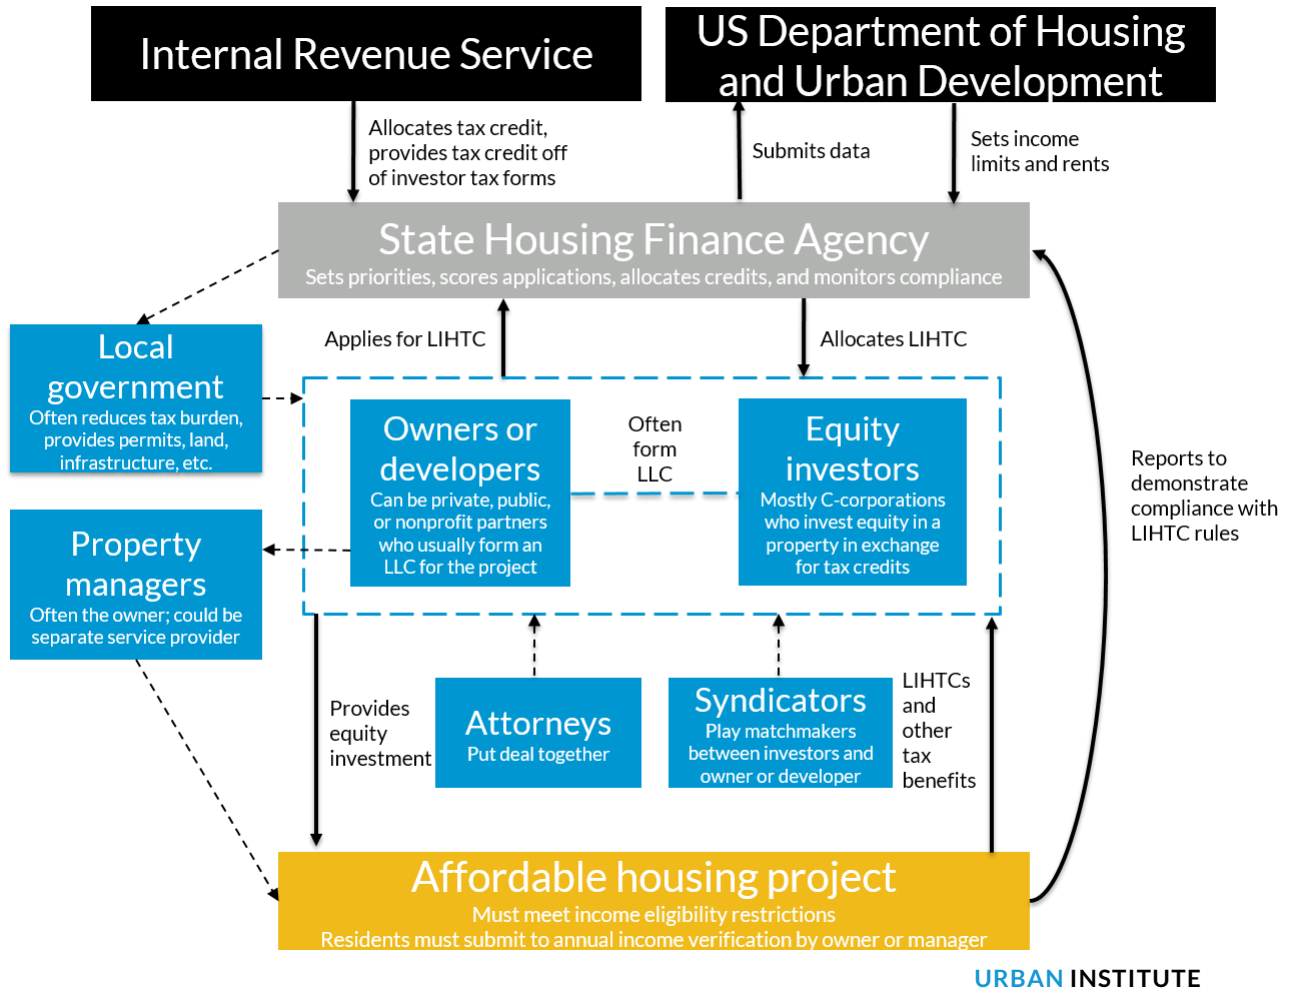 Internal Revenue Service
US Department of Housing
and Urban Development
Allocates tax credit,
provides tax credit off
of investor tax forms
Submits data
Sets income
limits and rents
State Housing Finance Agency
Sets priorities, scores applications, allocates credits, and monitors compliance
Applies for LIHTC
Allocates LIHTC
Local
government
Often reduces tax burden,
provides permits, land,
infrastructure, etc.
Owners or
developers
Can be private, public,
or nonprofit partners
who usually form an
LLC for the project
Often
form
LLC
Equity
investors
Mostly C-corporations
who invest equity in a
property in exchange
for tax credits
Reports to
demonstrate
compliance with
LIHTC rules
Property
managers
Often the owner; could be
separate service provider
Provides
equity
investment
Attorneys
Put deal together
Syndicators
Play matchmakers
between investors and
owner or developer
LIHTCs
and
other
tax
benefits
Affordable housing project
Must meet income eligibility restrictions
Residents must submit to annual income verification by owner or manager
URBAN INSTITUTE